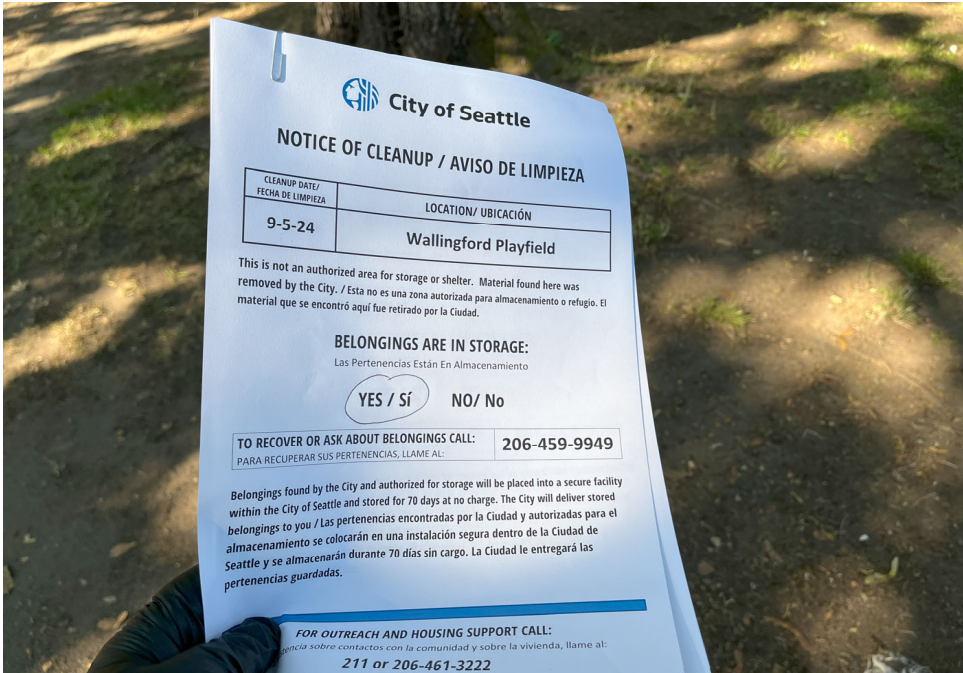 City of Seattle
NOTICE OF CLEANUP / AVISO DE LIMPIEZA
CLEANUP DATE/
FECHA DE LIMPIEZA
LOCATION/ UBICACIÓN
9-5-24
Wallingford Playfield
This is not an authorized area for storage or shelter. Material found here was
removed by the City. / Esta no es una zona autorizada para almacenamiento o refugio. El
material que se encontró aquí fue retirado por la Ciudad.
BELONGINGS ARE IN STORAGE:
Las Pertenencias Están En Almacenamiento
YES / Sí NO/ No
TO RECOVER OR ASK ABOUT BELONGINGS CALL:
PARA RECUPERAR SUS PERTENENCIAS, LLAME AL:
206-459-9949
Belongings found by the City and authorized for storage will be placed into a secure facility
within the City of Seattle and stored for 70 days at no charge. The City will deliver stored
belongings to you / Las pertenencias encontradas por la Ciudad y autorizadas para el
almacenamiento se colocarán en una instalación segura dentro de la Ciudad de
Seattle y se almacenarán durante 70 días sin cargo. La Ciudad le entregará las
pertenencias guardadas.
FOR OUTREACH AND HOUSING SUPPORT CALL:
sobre contactos con la comunidad y sobre la vivienda, llame al:
211 or 206-461-3222